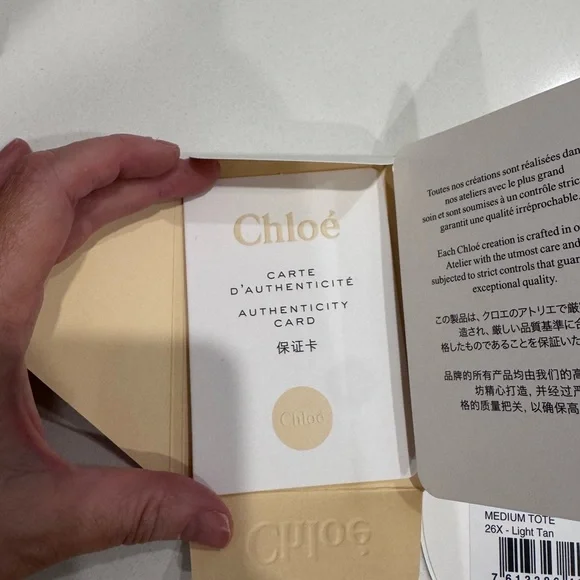 Chloé
CARTE
D'AUTHENTICITÉ
AUTHENTICITY
CARD
保证卡
Chloé
Chloé
Toutes nos créations sont réalisées dans
nos ateliers avec le plus grand
soin et sont soumises à un contrôle strict
garantit une qualité irréprochable.
Each Chloé creation is crafted in o
Atelier with the utmost care and
subjected to strict controls that guar
exceptional quality.
この製品は、クロエのアトリエで厳
造され、厳しい品質基準に合
格したものであることを保証いた
品牌的所有产品均由我们的高
坊精心打造，并经过严
格的质量把关，以确保高
MEDIUM TOTE
26X - Light Tan